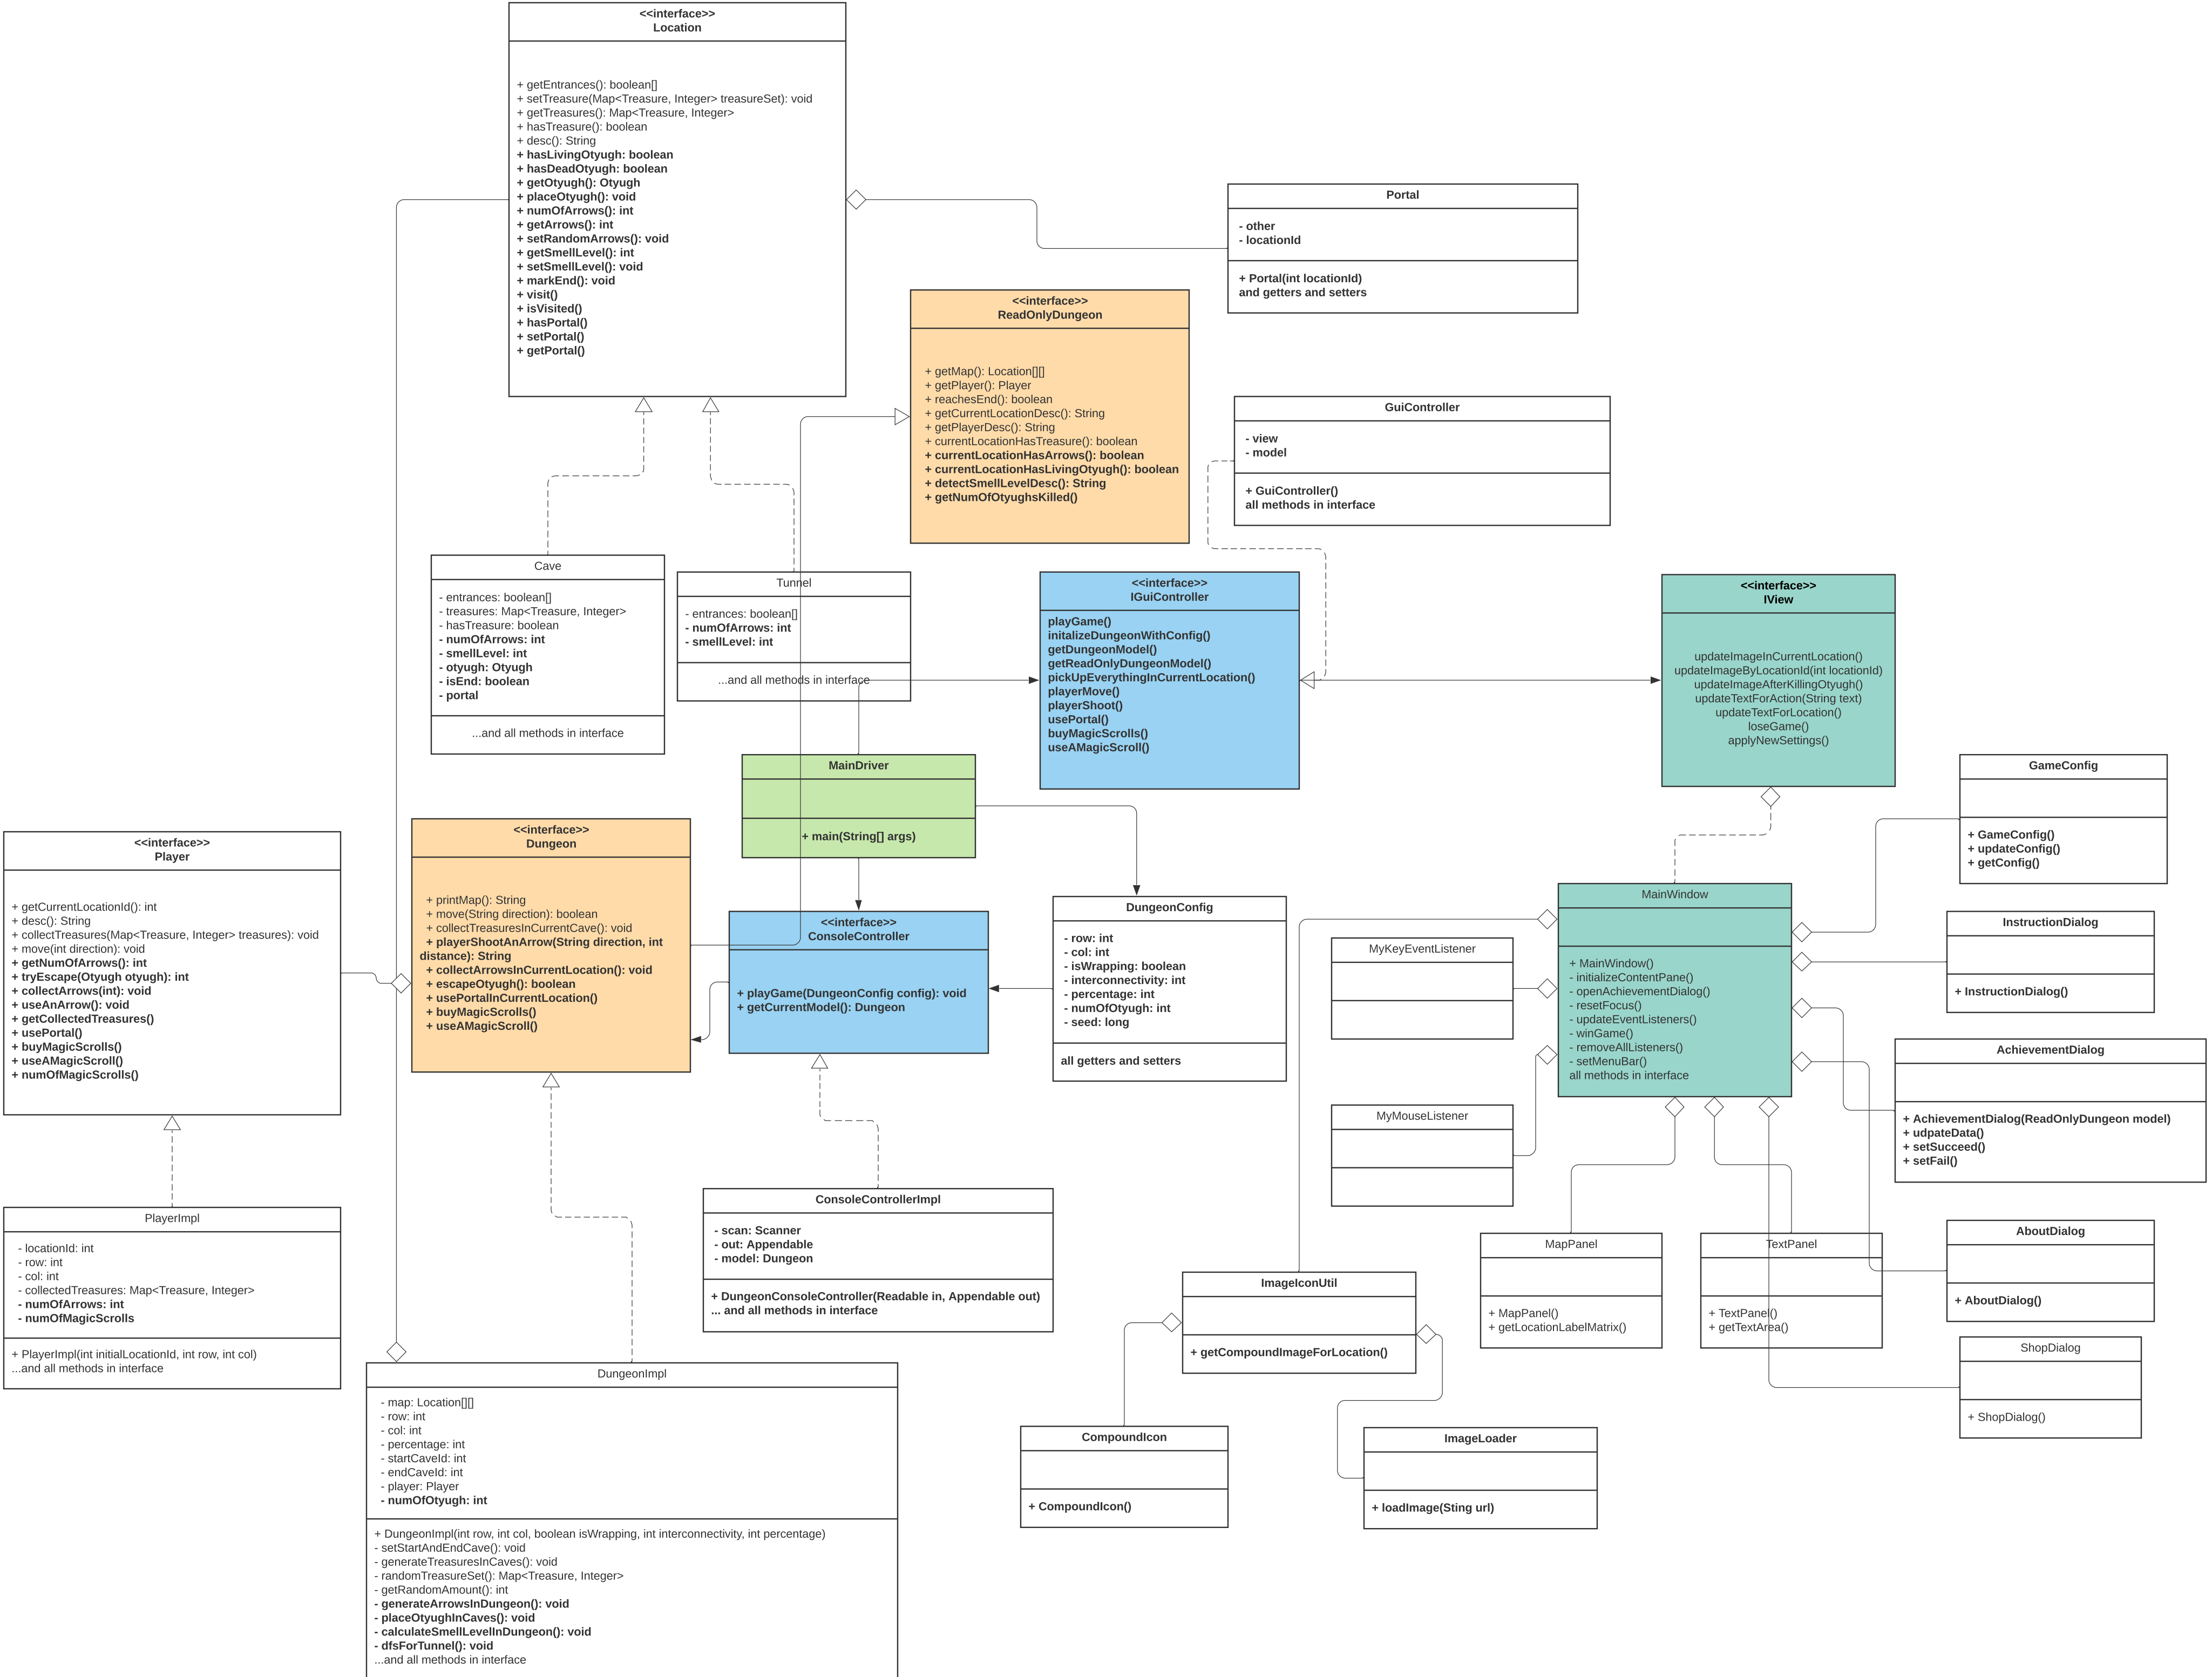 <<interface>>
Location
+ getEntrances(): boolean[]
+ setTreasure(Map<Treasure, Integer> treasureSet): void
+ getTreasures(): Map<Treasure, Integer>
+ hasTreasure(): boolean
+ desc(): String
+ hasLivingOtyugh: boolean
+ hasDeadOtyugh: boolean
+ getOtyugh(): Otyugh
+ placeOtyugh(): void
+ numOfArrows(): int
+ getArrows(): int
+ setRandomArrows(): void
+ getSmellLevel(): int
+ setSmellLevel(): void
+ markEnd(): void
+ visit()
+ isVisited()
+ hasPortal()
+ setPortal()
+ getPortal()
Portal
- other
- locationId
+ Portal(int locationId)
and getters and setters
<<interface>>
ReadOnlyDungeon
+ getMap(): Location[][]
+ getPlayer(): Player
+ reachesEnd(): boolean
+ getCurrentLocationDesc(): String
+ getPlayerDesc(): String
+ currentLocationHasTreasure(): boolean
+ currentLocationHasArrows(): boolean
+ currentLocationHasLivingOtyugh(): boolean
+ detectSmellLevelDesc(): String
+ getNumOfOtyughsKilled()
GuiController
- view
- model
+ GuiController()
all methods in interface
Cave
- entrances: boolean[]
- treasures: Map<Treasure, Integer>
- hasTreasure: boolean
- numOfArrows: int
- smellLevel: int
- otyugh: Otyugh
- isEnd: boolean
- portal
...and all methods in interface
Tunnel
- entrances: boolean[]
- numOfArrows: int
- smellLevel: int
...and all methods in interface
<<interface>>
IGuiController
playGame()
initalizeDungeonWithConfig()
getDungeonModel()
getReadOnlyDungeonModel()
pickUpEverythingInCurrentLocation()
playerMove()
playerShoot()
usePortal()
buyMagicScrolls()
useAMagicScroll()
<<interface>>
IView
updateImageInCurrentLocation()
updateImageByLocationId(int locationId)
updateImageAfterKillingOtyugh()
updateTextForAction(String text)
updateTextForLocation()
loseGame()
applyNewSettings()
MainDriver
+ main(String[] args)
GameConfig
+ GameConfig()
+ updateConfig()
+ getConfig()
<<interface>>
Player
+ getCurrentLocationId(): int
+ desc(): String
+ collectTreasures(Map<Treasure, Integer> treasures): void
+ move(int direction): void
+ getNumOfArrows(): int
+ tryEscape(Otyugh otyugh): int
+ collectArrows(int): void
+ useAnArrow(): void
+ getCollectedTreasures()
+ usePortal()
+ buyMagicScrolls()
+ useAMagicScroll()
+ numOfMagicScrolls()
<<interface>>
Dungeon
+ printMap(): String
+ move(String direction): boolean
+ collectTreasuresInCurrentCave(): void
+ playerShootAnArrow(String direction, int
distance): String
+ collectArrowsInCurrentLocation(): void
+ escapeOtyugh(): boolean
+ usePortalInCurrentLocation()
+ buyMagicScrolls()
+ useAMagicScroll()
<<interface>>
ConsoleController
+ playGame(DungeonConfig config): void
+ getCurrentModel(): Dungeon
DungeonConfig
- row: int
- col: int
- isWrapping: boolean
- interconnectivity: int
- percentage: int
- numOfOtyugh: int
- seed: long
all getters and setters
MyKeyEventListener
MainWindow
+ MainWindow()
- initializeContentPane()
- openAchievementDialog()
- resetFocus()
- updateEventListeners()
- winGame()
- removeAllListeners()
- setMenuBar()
all methods in interface
InstructionDialog
+ InstructionDialog()
AchievementDialog
+ AchievementDialog(ReadOnlyDungeon model)
+ udpateData()
+ setSucceed()
+ setFail()
MyMouseListener
PlayerImpl
- locationId: int
- row: int
- col: int
- collectedTreasures: Map<Treasure, Integer>
- numOfArrows: int
- numOfMagicScrolls
+ PlayerImpl(int initialLocationId, int row, int col)
...and all methods in interface
ConsoleControllerImpl
- scan: Scanner
- out: Appendable
- model: Dungeon
+ DungeonConsoleController(Readable in, Appendable out)
... and all methods in interface
MapPanel
+ MapPanel()
+ getLocationLabelMatrix()
TextPanel
+ TextPanel()
+ getTextArea()
AboutDialog
+ AboutDialog()
ImageIconUtil
+ getCompoundImageForLocation()
ShopDialog
+ ShopDialog()
DungeonImpl
- map: Location[][]
- row: int
- col: int
- percentage: int
- startCaveId: int
- endCaveId: int
- player: Player
- numOfOtyugh: int
+ DungeonImpl(int row, int col, boolean isWrapping, int interconnectivity, int percentage)
- setStartAndEndCave(): void
- generateTreasuresInCaves(): void
- randomTreasureSet(): Map<Treasure, Integer>
- getRandomAmount(): int
- generateArrowsInDungeon(): void
- placeOtyughInCaves(): void
- calculateSmellLevelInDungeon(): void
- dfsForTunnel(): void
...and all methods in interface
CompoundIcon
+ CompoundIcon()
ImageLoader
+ loadImage(Sting url)